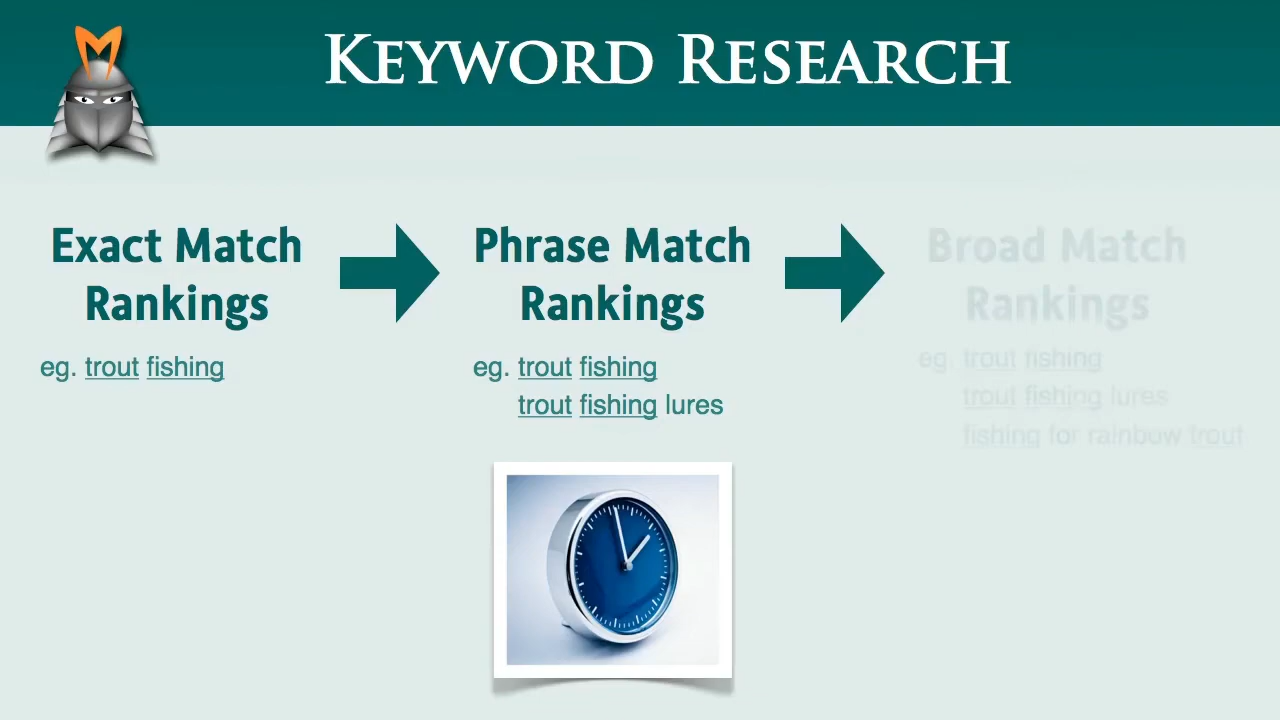 KEYWORD RESEARCH
Exact Match
Rankings
eg. trout fishing
Phrase Match
Rankings
eg. trout fishing
trout fishing lures
Broad Match
Rankings
eg. trout fishing
trout fishing lures
fishing for rainbow trout